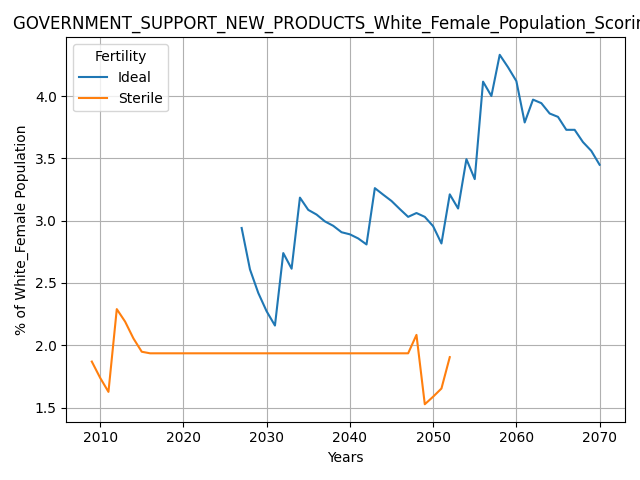 GOVERNMENT_SUPPORT_NEW_PRODUCTS_White_Female_Population_Scorin
Fertility
Ideal
Sterile
% of White_Female Population
4.0
3.5
3.0
2.5
2.0
1.5
2010 2020 2030 2040 2050 2060 2070
Years